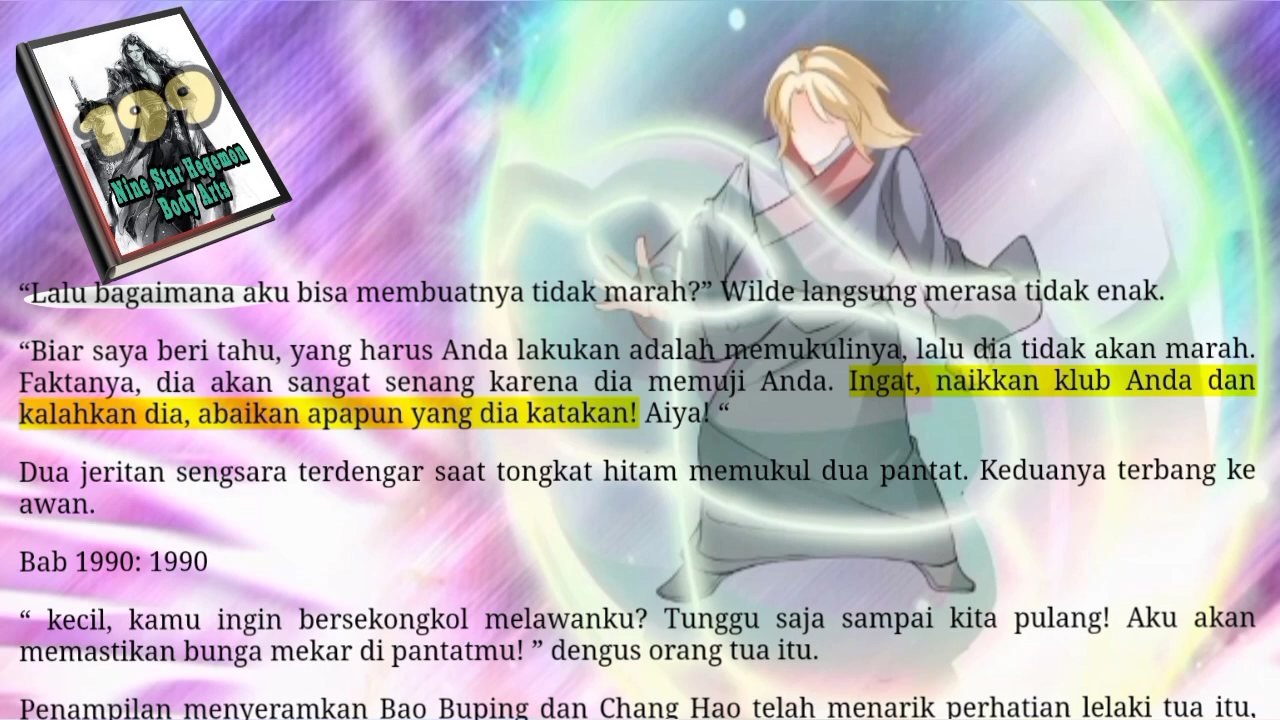 199
Nine Star Hegemon
Body Arts
“Lalu bagaimana aku bisa membuatnya tidak marah?” Wilde langsung merasa tidak enak.
“Biar saya beri tahu, yang harus Anda lakukan adalah memukulinya, lalu dia tidak akan marah.
Faktanya, dia akan sangat senang karena dia memuji Anda. Ingat, naikkan klub Anda dan
kalahkan dia, abaikan apapun yang dia katakan! Aiya! “
Dua jeritan sengsara terdengar saat tongkat hitam memukul dua pantat. Keduanya terbang ke
awan.
Bab 1990: 1990
“ kecil, kamu ingin bersekongkol melawanku? Tunggu saja sampai kita pulang! Aku akan
memastikan bunga mekar di pantatmu! ” dengus orang tua itu.
Penampilan menyeramkan Bao Buping dan Chang Hao telah menarik perhatian lelaki tua itu,